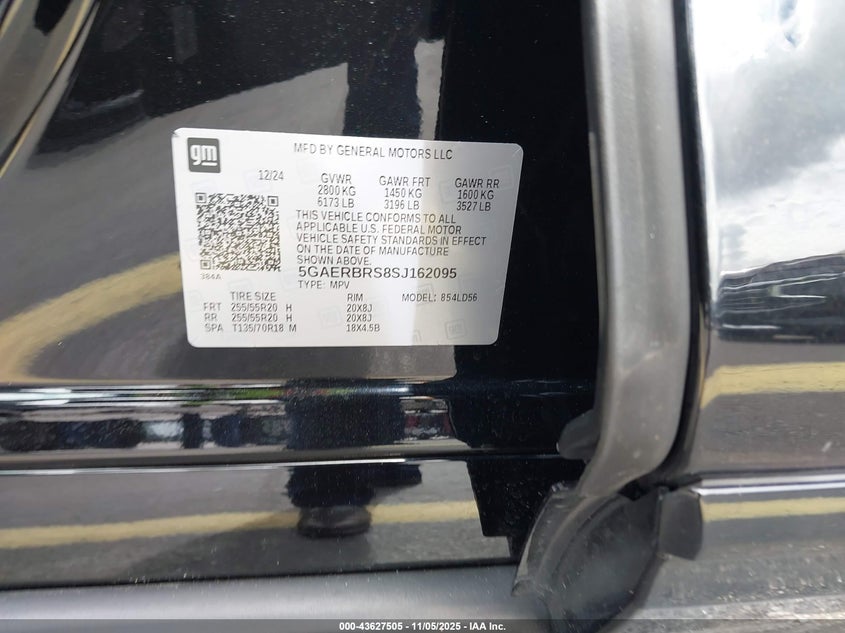 gm
MFD BY GENERAL MOTORS LLC
12/24 GVWR GAWR FRT GAWR RR
2800 KG 1450 KG 1600 KG
6173 LB 3196 LB 3527 LB
THIS VEHICLE CONFORMS TO ALL
APPLICABLE U.S. FEDERAL MOTOR
VEHICLE SAFETY STANDARDS IN EFFECT
ON THE DATE OF MANUFACTURE
SHOWN ABOVE.
384A
5GAERBRS8SJ162095
TYPE: MPV
TIRE SIZE RIM MODEL: 854LD56
FRT 255/55R20 H 20X8J
RR 255/55R20 H 20X8J
SPA T135/70R18 M 18X4.5B
000-43627505 — 11/05/2025 — IAA Inc.